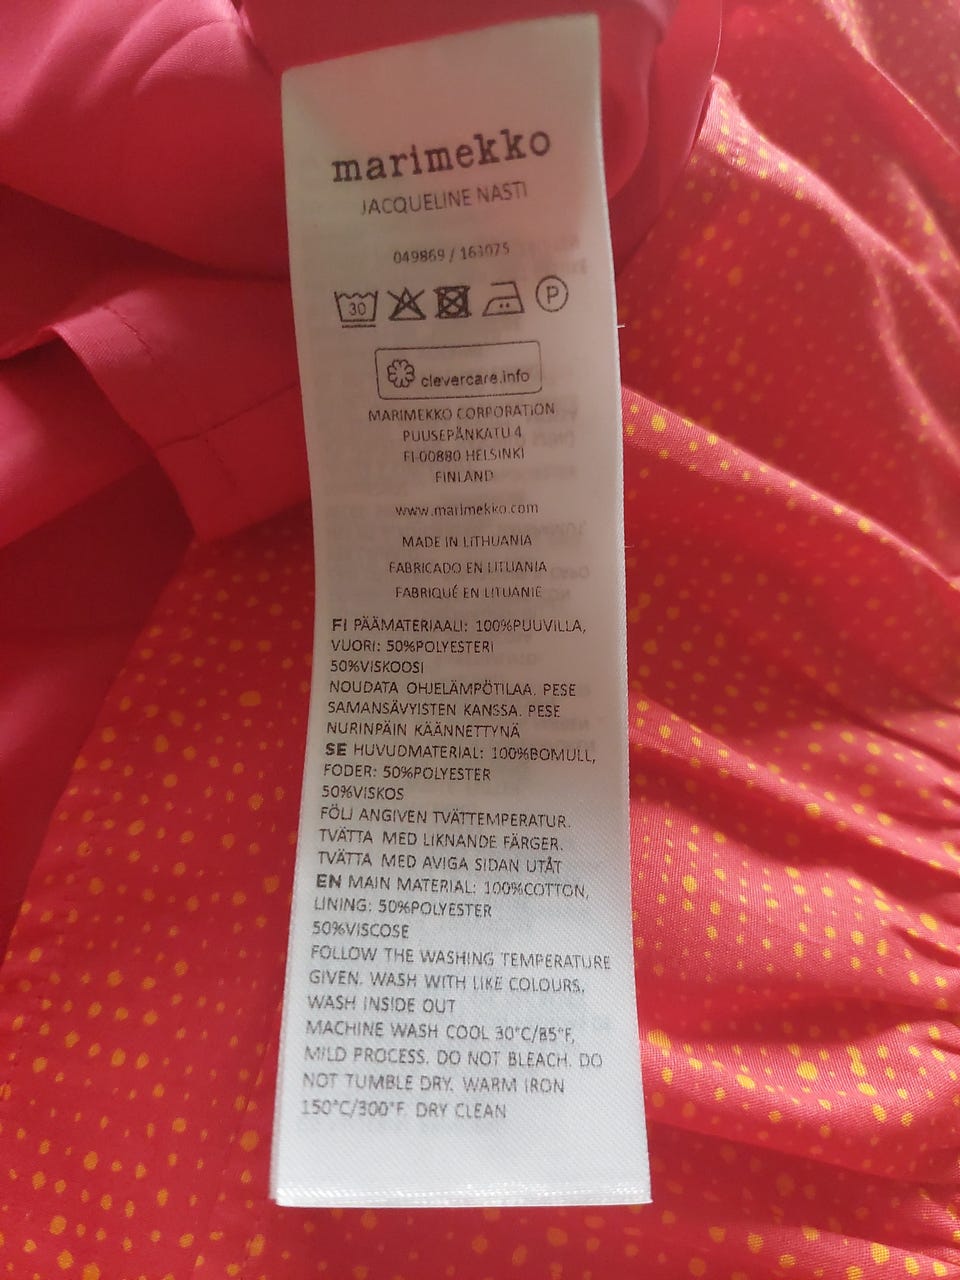 marimekko
JACQUELINE NASTI
049869 / 163075
30
P
clevercare.info
MARIMEKKO CORPORATION
PUUSEPÄNKATU 4
FI-00880 HELSINKI
FINLAND
www.marimekko.com
MADE IN LITHUANIA
FABRICADO EN LITUANIA
FABRIQUÉ EN LITUANIE
FI PÄÄMATERIAALI: 100%PUUVILLA,
VUORI: 50%POLYESTERI
50%VISKOOSI
NOUDATA OHJELÄMPÖTILAA. PESE
SAMANSÄVYISTEN KANSSA. PESE
NURINPÄIN KÄÄNNETTYNÄ
SE HUVUDMATERIAL: 100%BOMULL,
FODER: 50%POLYESTER
50%VISKOS
FÖLJ ANGIVEN TVÄTTEMPERATUR.
TVÄTTA MED LIKNANDE FÄRGER.
TVÄTTA MED AVIGA SIDAN UTÅT
EN MAIN MATERIAL: 100%COTTON,
LINING: 50%POLYESTER
50%VISCOSE
FOLLOW THE WASHING TEMPERATURE
GIVEN. WASH WITH LIKE COLOURS.
WASH INSIDE OUT
MACHINE WASH COOL 30°C/85°F,
MILD PROCESS. DO NOT BLEACH. DO
NOT TUMBLE DRY. WARM IRON
150°C/300°F. DRY CLEAN